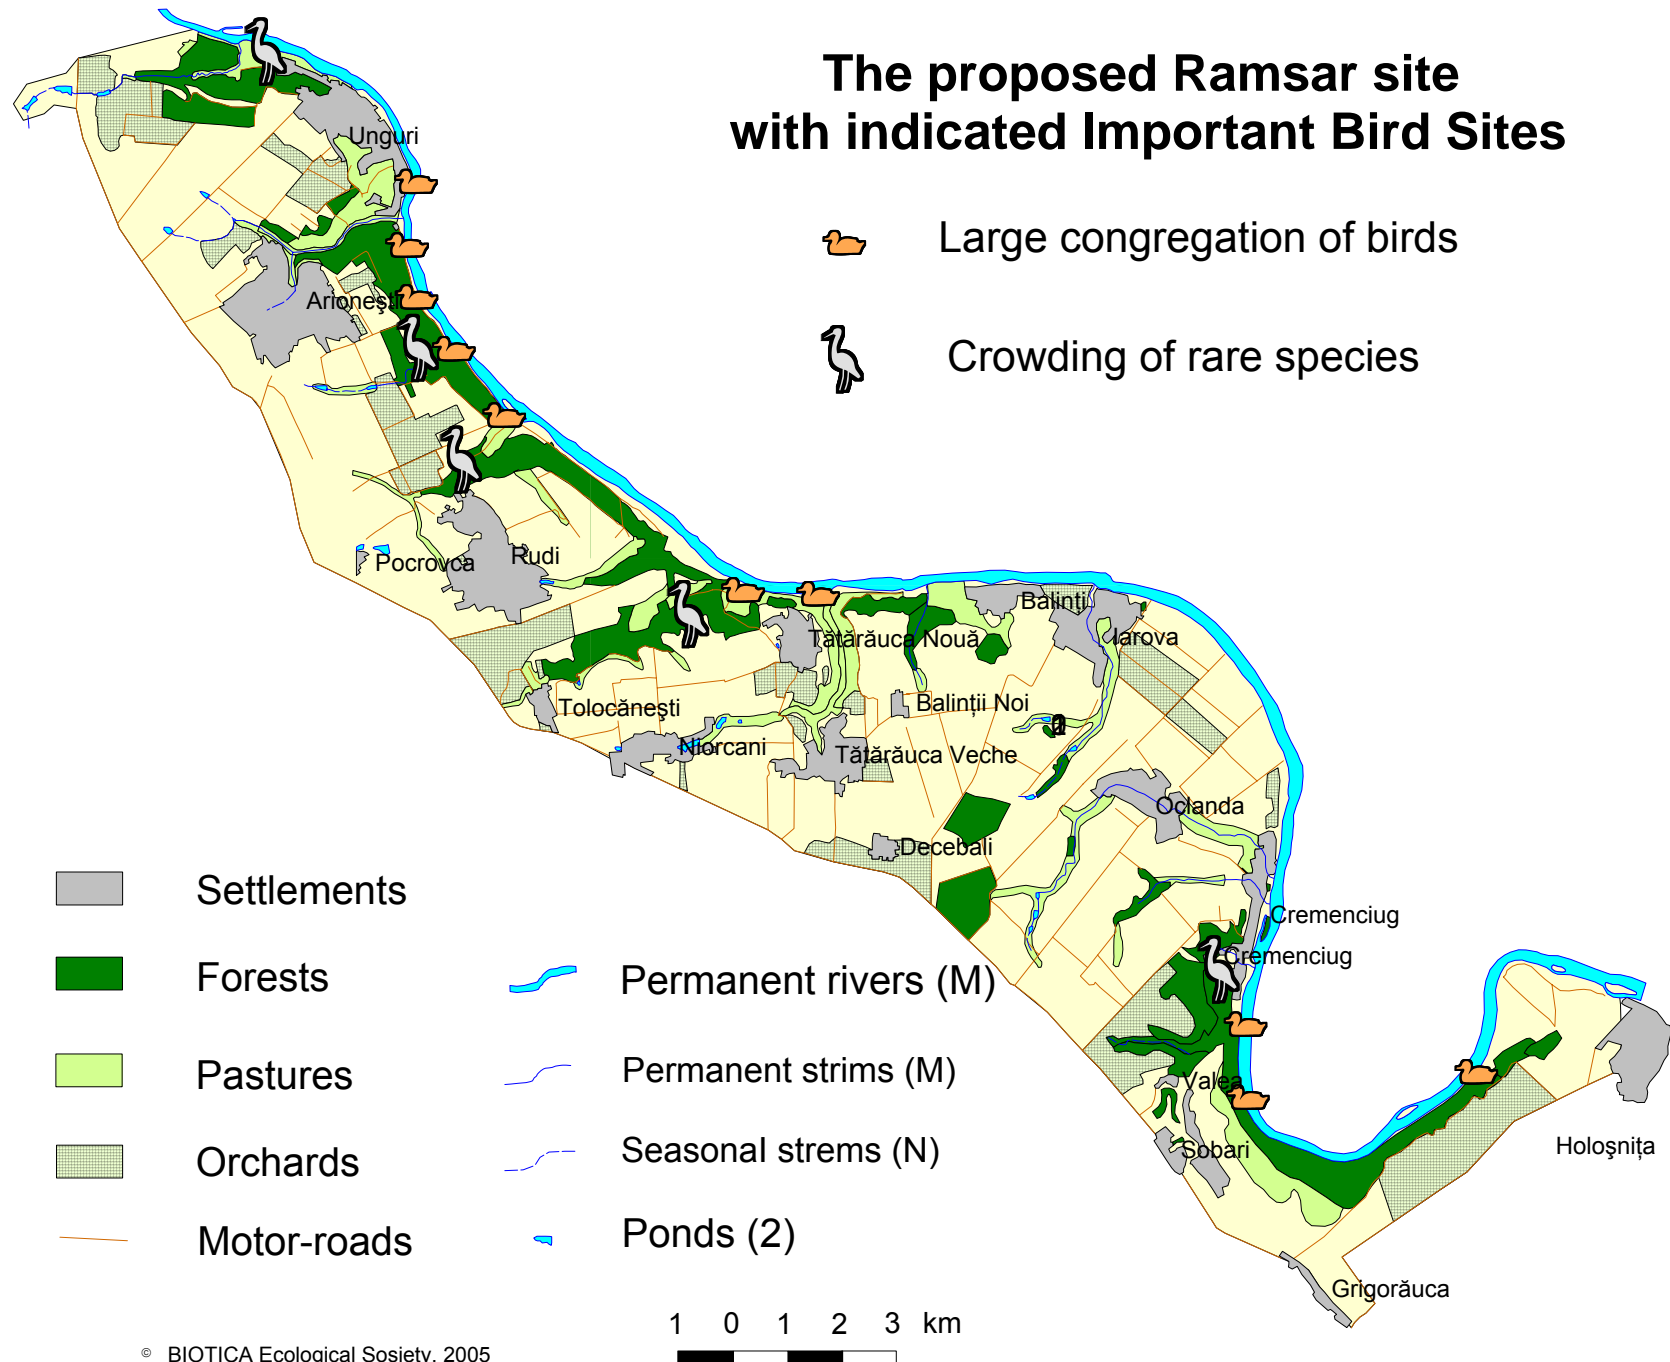 The proposed Ramsar site
with indicated Important Bird Sites
Large congregation of birds
Crowding of rare species
Unguri
Arioneşti
Pocrovca
Rudi
Balinţi
Iarova
Tătărăuca Nouă
Tolocăneşti
Balinţii Noi
Niorcani
Tătărăuca Veche
Oclanda
Decebali
Cremenciug
Cremenciug
Valea
Sobari
Holoşniţa
Grigorăuca
Settlements
Forests
Pastures
Orchards
Motor-roads
Permanent rivers (M)
Permanent strims (M)
Seasonal strems (N)
Ponds (2)
1 0 1 2 3 km
© BIOTICA Ecological Sosiety, 2005